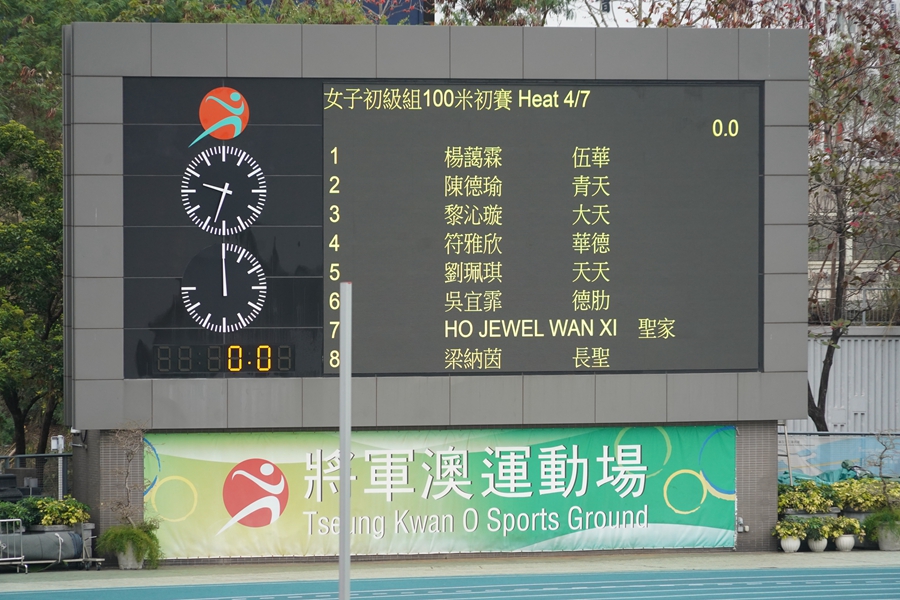 女子初級組100米初賽 Heat 4/7
0.0
1 楊藹霖 伍華
2 陳德瑜 青天
3 黎沁璇 大天
4 符雅欣 華德
5 劉珮琪 天天
6 吳宜霏 德肋
7 HO JEWEL WAN XI 聖家
8 梁納茵 長聖
0.0
將軍澳運動場
Tseung Kwan O Sports Ground